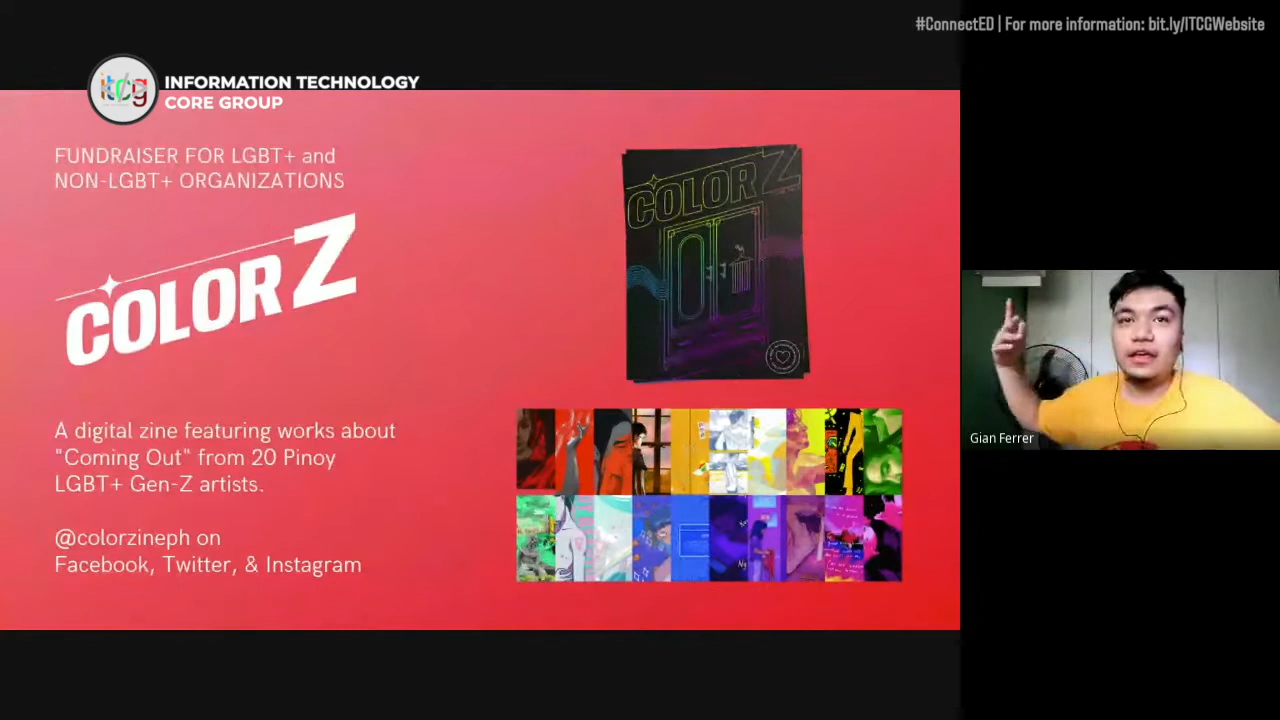 #ConnectED | For more information: bit.ly/ITCGWebsite
itcg
INFORMATION TECHNOLOGY
CORE GROUP
FUNDRAISER FOR LGBT+ and
NON-LGBT+ ORGANIZATIONS
COLOR Z
A digital zine featuring works about
"Coming Out" from 20 Pinoy
LGBT+ Gen-Z artists.
@colorzineph on
Facebook, Twitter, & Instagram
COLOR Z
Gian Ferrer